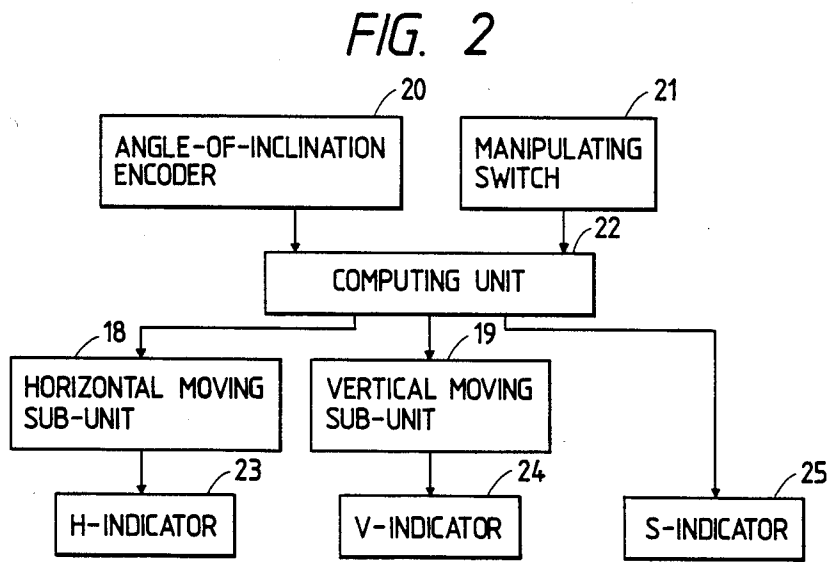 FIG. 2
20
21
ANGLE-OF-INCLINATION
ENCODER
MANIPULATING
SWITCH
22
COMPUTING UNIT
18
19
HORIZONTAL MOVING
SUB-UNIT
VERTICAL MOVING
SUB-UNIT
23
24
25
H-INDICATOR
V-INDICATOR
S-INDICATOR